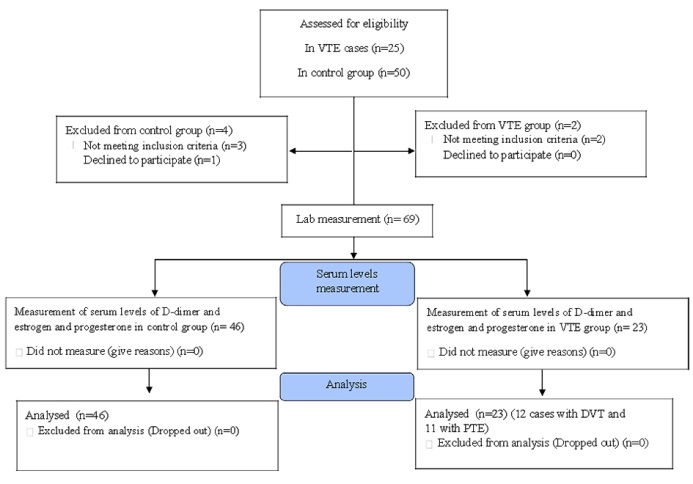 Assessed for eligibility
In VTE cases (n=25)
In control group (n=50)
Excluded from control group (n=4)
Not meeting inclusion criteria (n=3)
Declined to participate (n=1)
Excluded from VTE group (n=2)
Not meeting inclusion criteria (n=2)
Declined to participate (n=0)
Lab measurement (n= 69)
Serum levels
measurement
Measurement of serum levels of D-dimer and
estrogen and progesterone in control group (n= 46)
□ Did not measure (give reasons) (n=0)
Measurement of serum levels of D-dimer and
estrogen and progesterone in VTE group (n= 23)
□ Did not measure (give reasons) (n=0)
Analysis
Analysed (n=46)
□ Excluded from analysis (Dropped out) (n=0)
Analysed (n=23) (12 cases with DVT and
11 with PTE)
□ Excluded from analysis (Dropped out) (n=0)